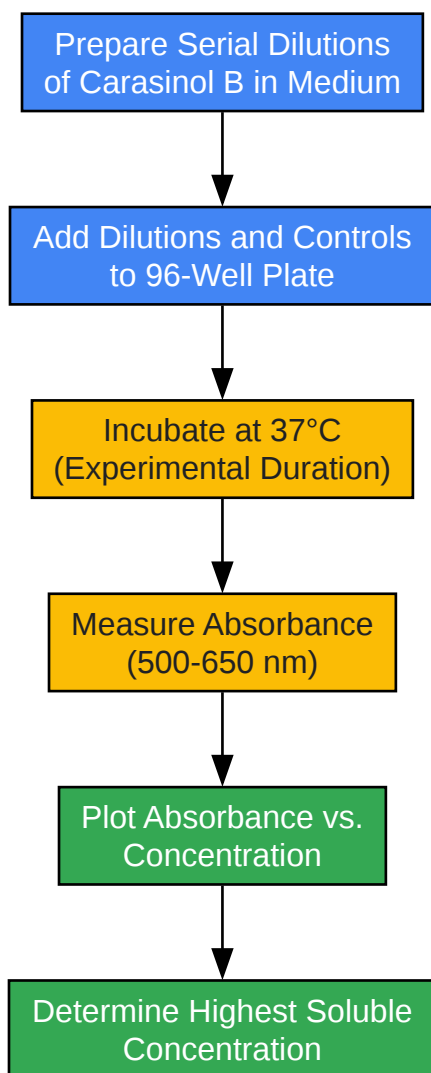 Prepare Serial Dilutions
of Carasinol B in Medium
Add Dilutions and Controls
to 96-Well Plate
Incubate at 37°C
(Experimental Duration)
Measure Absorbance
(500-650 nm)
Plot Absorbance vs.
Concentration
Determine Highest Soluble
Concentration